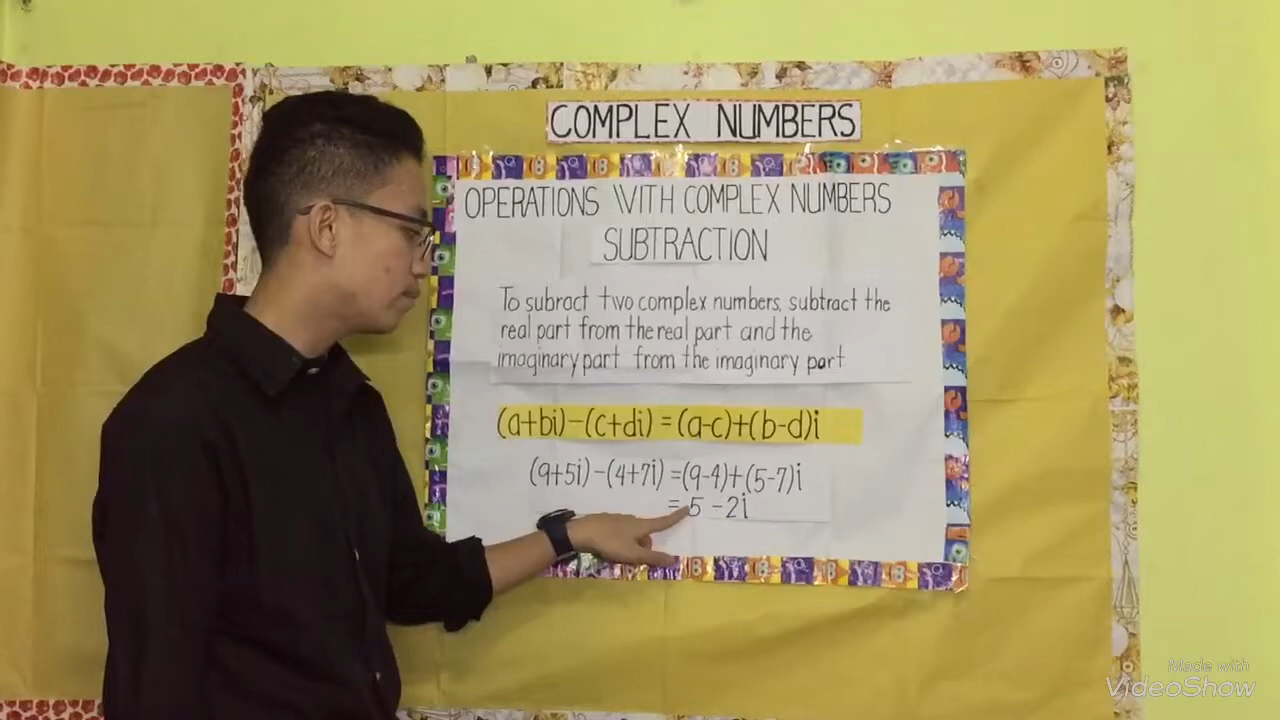 COMPLEX NUMBERS
OPERATIONS WITH COMPLEX NUMBERS
SUBTRACTION
To subract two complex numbers, subtract the
real part from the real part and the
imaginary part from the imaginary part
(a+bi)-(c+di)=(a-c)+(b-d)i
(9+5i)-(4+7i)=(9-4)+(5-7)i
= 5 -2i
Made with
VideoShow